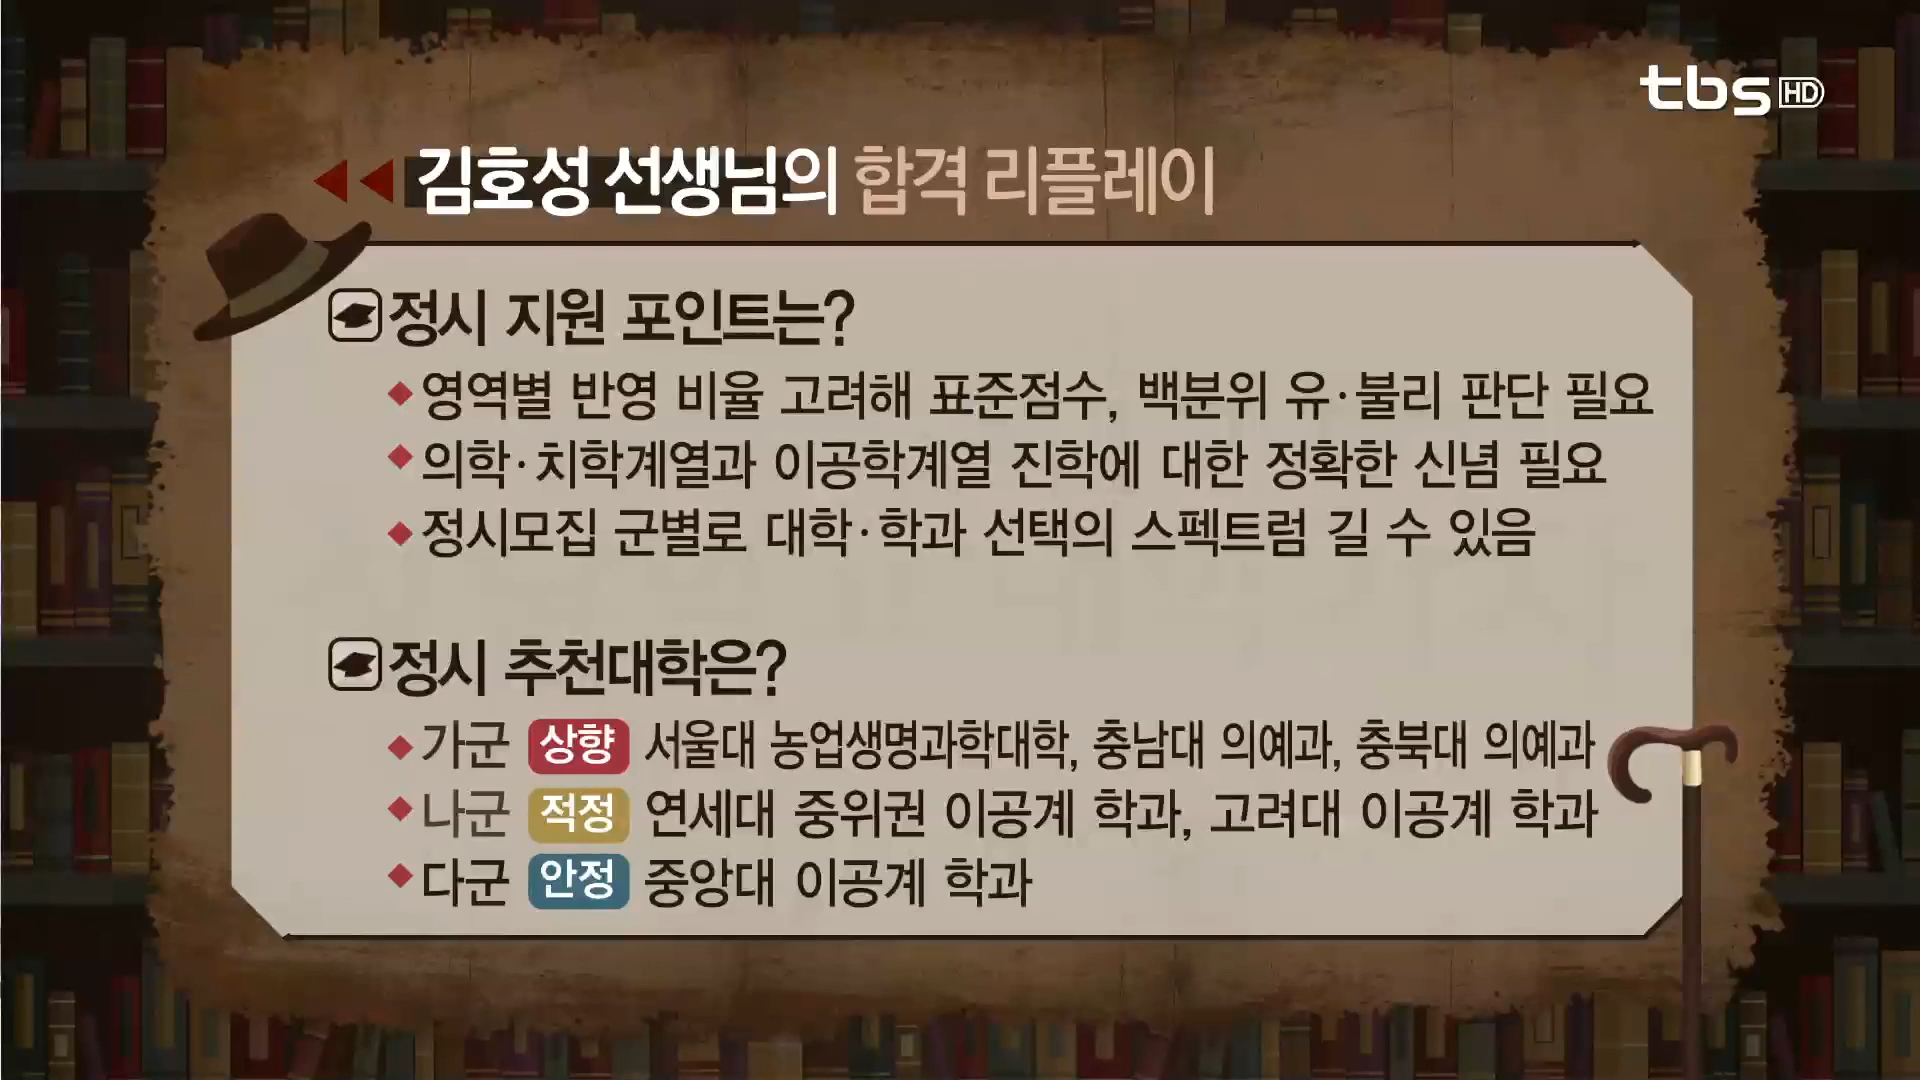 tbs HD
김호성 선생님의 합격 리플레이
정시 지원 포인트는?
영역별 반영 비율 고려해 표준점수, 백분위 유·불리 판단 필요
의학·치학계열과 이공학계열 진학에 대한 정확한 신념 필요
정시모집 군별로 대학·학과 선택의 스펙트럼 길 수 있음
정시 추천대학은?
가군 상향 서울대 농업생명과학대학, 충남대 의예과, 충북대 의예과
나군 적정 연세대 중위권 이공계 학과, 고려대 이공계 학과
다군 안정 중앙대 이공계 학과